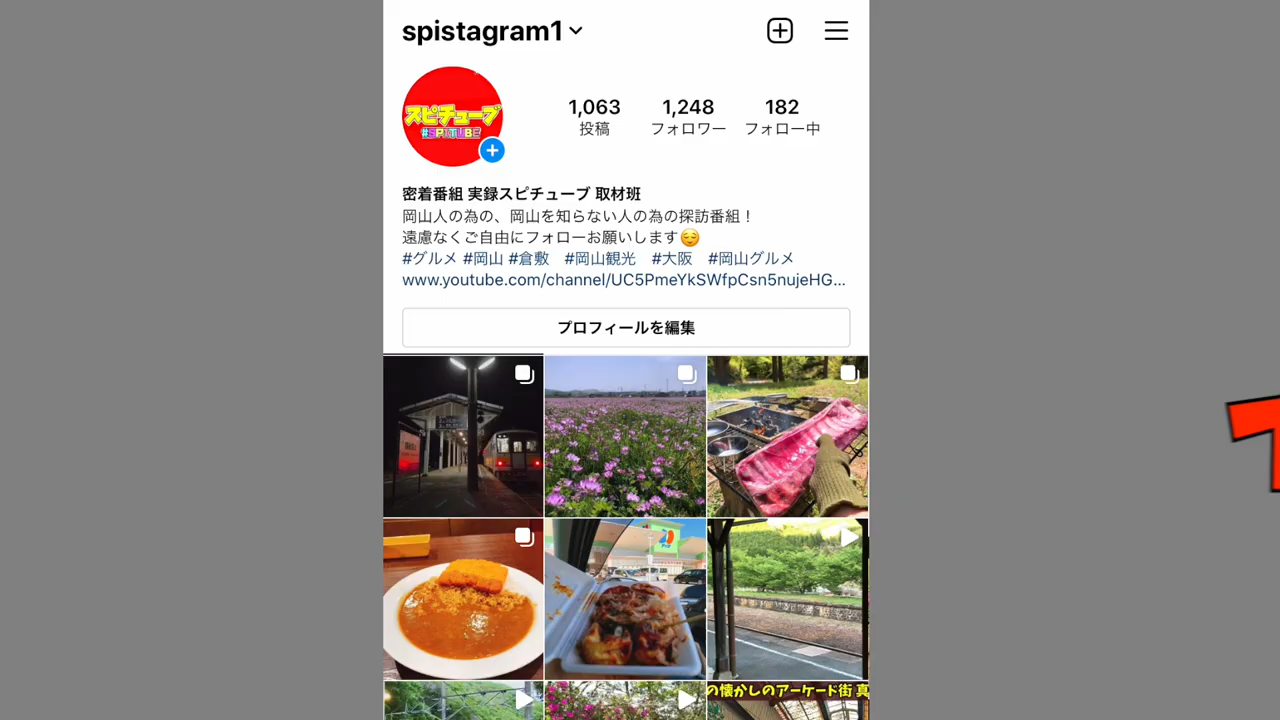 spistagram1
スピチューブ
#SPITUBE
1,063
投稿
1,248
フォロワー
182
フォロー中
密着番組 実録スピチューブ 取材班
岡山人の為の、岡山を知らない人の為の探訪番組！
遠慮なくご自由にフォローお願いします😌
#グルメ #岡山 #倉敷　#岡山観光　#大阪　#岡山グルメ
www.youtube.com/channel/UC5PmeYkSWfpCsn5nujeHG...
プロフィールを編集
の懐かしのアーケード街 真